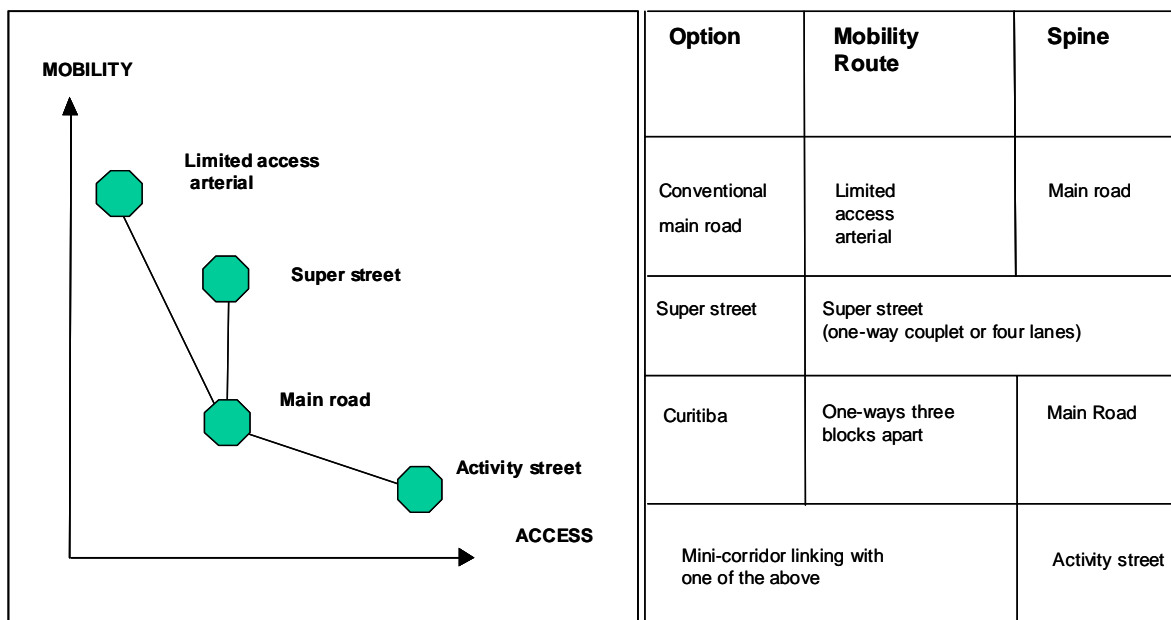 MOBILITY
Limited access
arterial
Super street
Main road
Activity street
ACCESS
Option
Mobility
Route
Spine
Conventional
main road
Limited
access
arterial
Main road
Super street
Super street
(one-way couplet or four lanes)
Curitiba
One-ways three
blocks apart
Main Road
Mini-corridor linking with
one of the above
Activity street